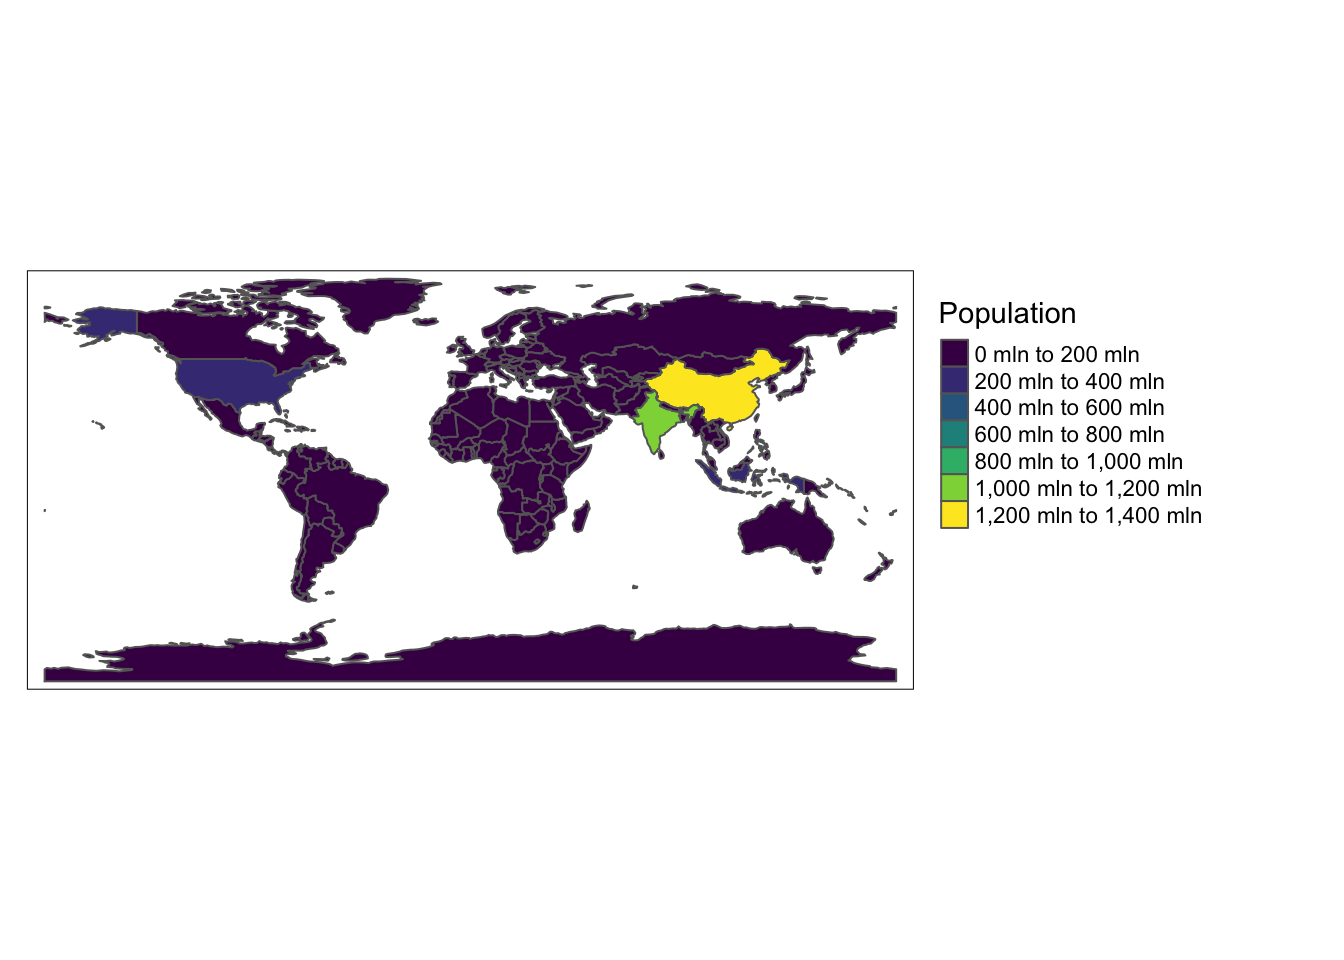 Population
0 mln to 200 mln
200 mln to 400 mln
400 mln to 600 mln
600 mln to 800 mln
800 mln to 1,000 mln
1,000 mln to 1,200 mln
1,200 mln to 1,400 mln